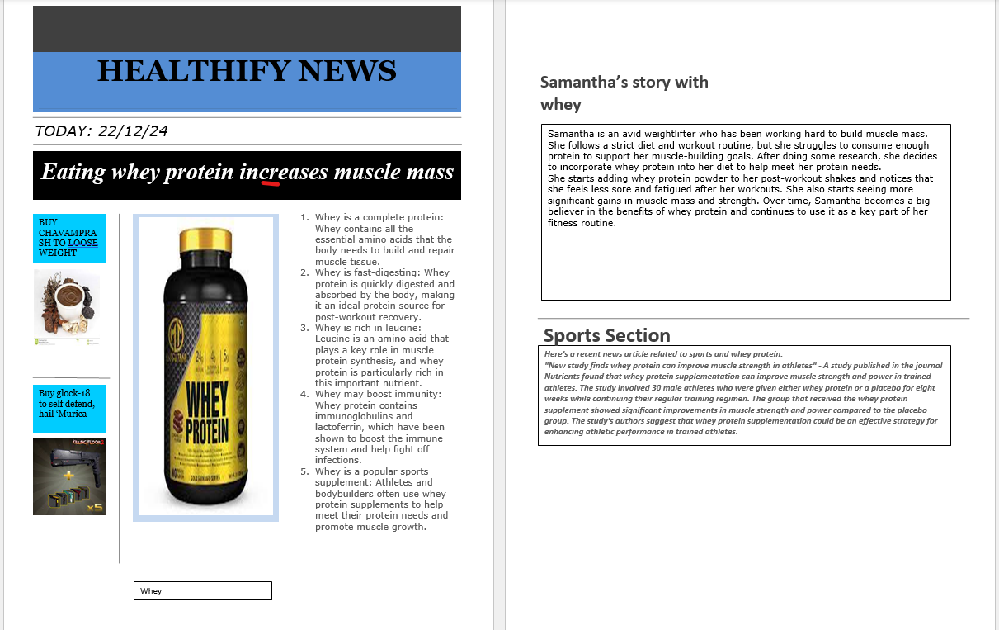 HEALTHIFY NEWS
TODAY: 22/12/24
Eating whey protein increases muscle mass
BUY
CHAVAMPRA
SH TO LOOSE
WEIGHT
Buy glock-18
to self defend,
hail ‘Murica
KILLING FLOOR 2
x5
WHEY
PROTEIN
1. Whey is a complete protein:
Whey contains all the
essential amino acids that the
body needs to build and repair
muscle tissue.
2. Whey is fast-digesting: Whey
protein is quickly digested and
absorbed by the body, making
it an ideal protein source for
post-workout recovery.
3. Whey is rich in leucine:
Leucine is an amino acid that
plays a key role in muscle
protein synthesis, and whey
protein is particularly rich in
this important nutrient.
4. Whey may boost immunity:
Whey protein contains
immunoglobulins and
lactoferrin, which have been
shown to boost the immune
system and help fight off
infections.
5. Whey is a popular sports
supplement: Athletes and
bodybuilders often use whey
protein supplements to help
meet their protein needs and
promote muscle growth.
Whey
Samantha’s story with
whey
Samantha is an avid weightlifter who has been working hard to build muscle mass.
She follows a strict diet and workout routine, but she struggles to consume enough
protein to support her muscle-building goals. After doing some research, she decides
to incorporate whey protein into her diet to help meet her protein needs.
She starts adding whey protein powder to her post-workout shakes and notices that
she feels less sore and fatigued after her workouts. She also starts seeing more
significant gains in muscle mass and strength. Over time, Samantha becomes a big
believer in the benefits of whey protein and continues to use it as a key part of her
fitness routine.
Sports Section
Here's a recent news article related to sports and whey protein:
"New study finds whey protein can improve muscle strength in athletes" - A study published in the journal
Nutrients found that whey protein supplementation can improve muscle strength and power in trained
athletes. The study involved 30 male athletes who were given either whey protein or a placebo for eight
weeks while continuing their regular training regimen. The group that received the whey protein
supplement showed significant improvements in muscle strength and power compared to the placebo
group. The study's authors suggest that whey protein supplementation could be an effective strategy for
enhancing athletic performance in trained athletes.